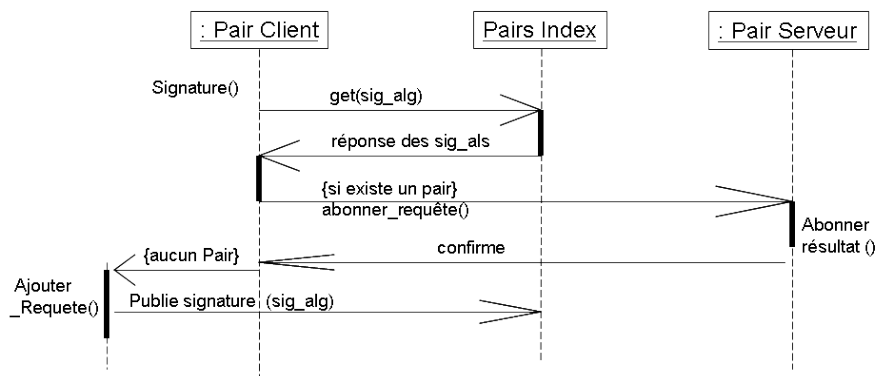 : Pair Client
Pairs Index
: Pair Serveur
Signature()
get(sig_alg)
réponse des sig_als
{si existe un pair}
abonner_requête()
Abonner
résultat ()
confirme
{aucun Pair}
Ajouter
_Requete()
Publie signature (sig_alg)